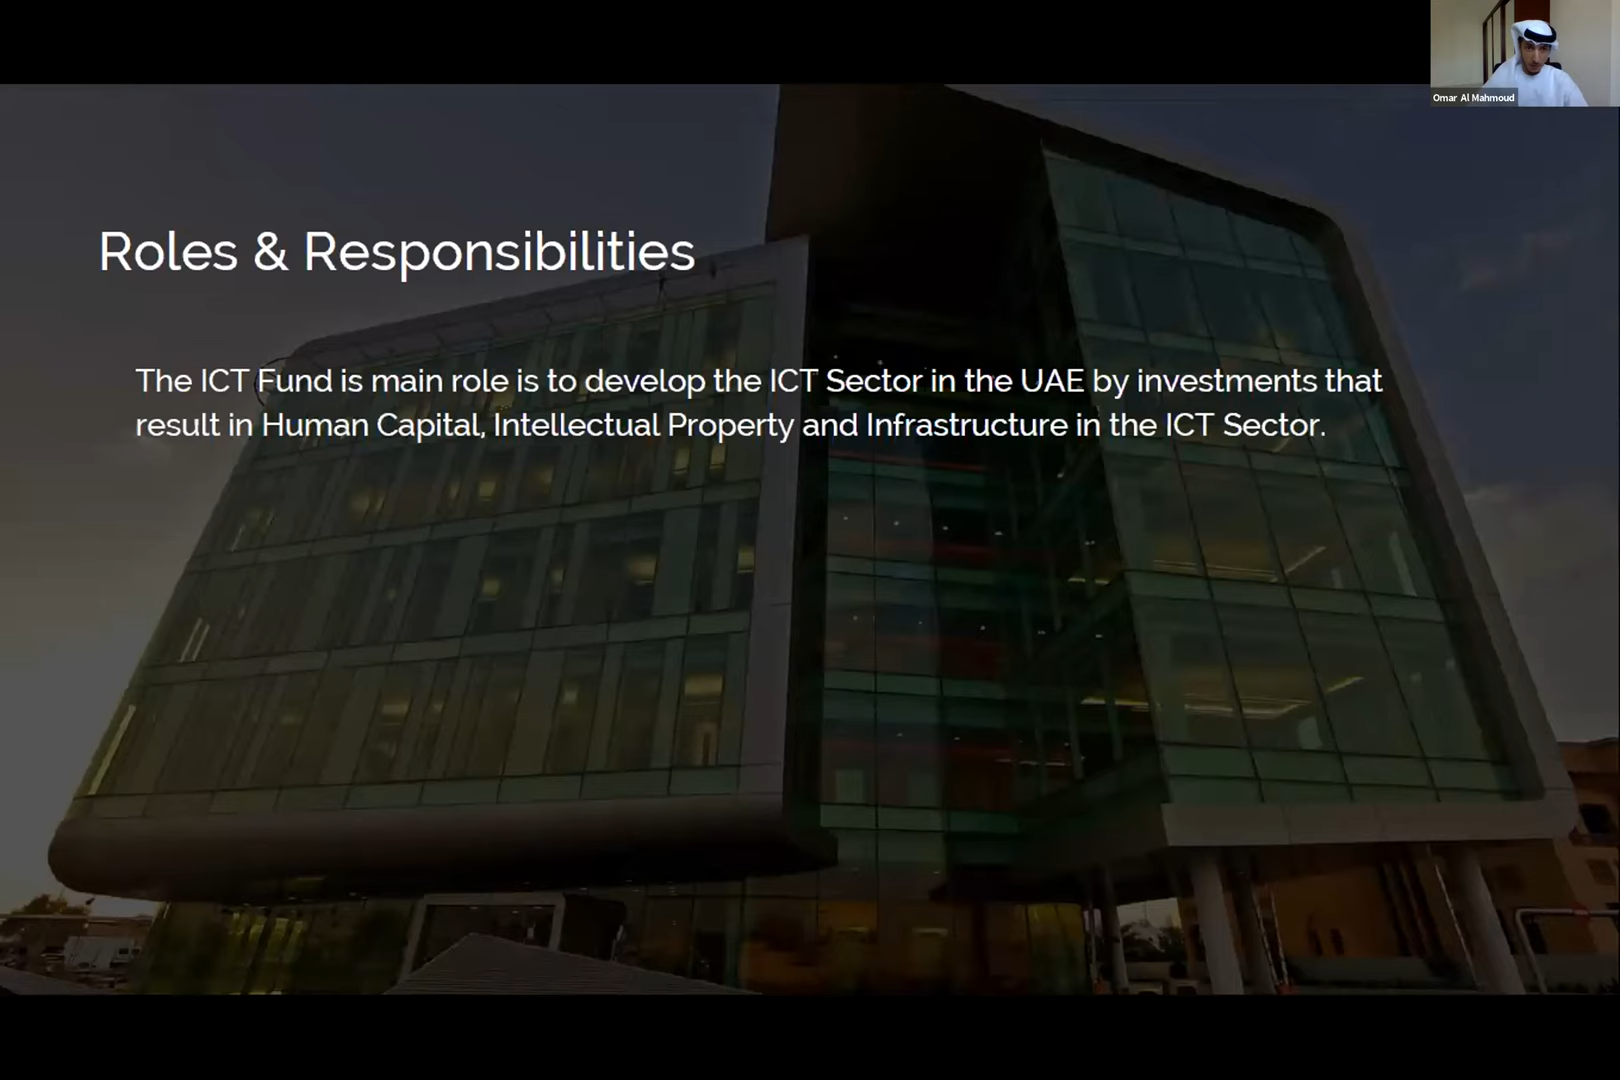 Omar Al Mahmoud
Roles & Responsibilities
The ICT Fund is main role is to develop the ICT Sector in the UAE by investments that
result in Human Capital, Intellectual Property and Infrastructure in the ICT Sector.